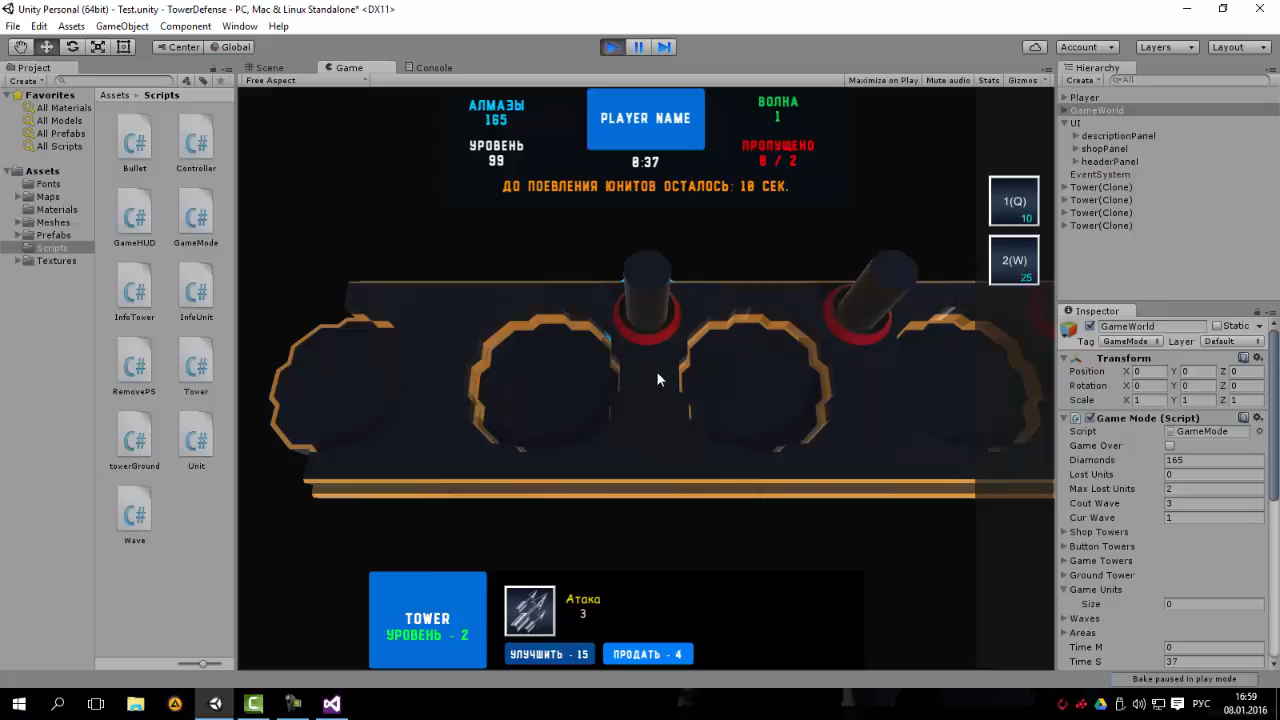 Unity Personal (64bit) - Test.unity - TowerDefense - PC, Mac & Linux Standalone* <DX11>
File Edit Assets GameObject Component Window Help
Center Global
Account Layers Layout
Project
Create
Favorites
All Materials
All Models
All Prefabs
All Scripts
Assets
Fonts
Maps
Materials
Meshes
Prefabs
Scripts
Textures
Assets Scripts
Bullet Controller
GameHUD GameMode
InfoTower InfoUnit
RemovePS Tower
towerGround Unit
Wave
Scene Game Console
Free Aspect Maximize on Play Mute audio Stats Gizmos
АЛМАЗЫ
165
УРОВЕНЬ
99
PLAYER NAME
0:37
ВОЛНА
1
ПРОПУЩЕНО
0 / 2
ДО ПОЕВЛЕНИЯ ЮНИТОВ ОСТАЛОСЬ: 10 СЕК.
1(Q)
10
2(W)
25
TOWER
УРОВЕНЬ - 2
Атака
3
УЛУЧШИТЬ - 15 ПРОДАТЬ - 4
Hierarchy
Create All
Player
GameWorld
UI
descriptionPanel
shopPanel
headerPanel
EventSystem
Tower(Clone)
Tower(Clone)
Tower(Clone)
Tower(Clone)
Inspector
GameWorld Static
Tag GameMode Layer Default
Transform
Position X 0 Y 0 Z 0
Rotation X 0 Y 0 Z 0
Scale X 1 Y 1 Z 1
Game Mode (Script)
Script GameMode
Game Over
Diamonds 165
Lost Units 0
Max Lost Units 2
Cout Wave 3
Cur Wave 1
Shop Towers
Button Towers
Game Towers
Ground Tower
Game Units
Size 0
Waves
Areas
Time M 0
Time S 37
Bake paused in play mode
РУС
16:59
08.01.2016